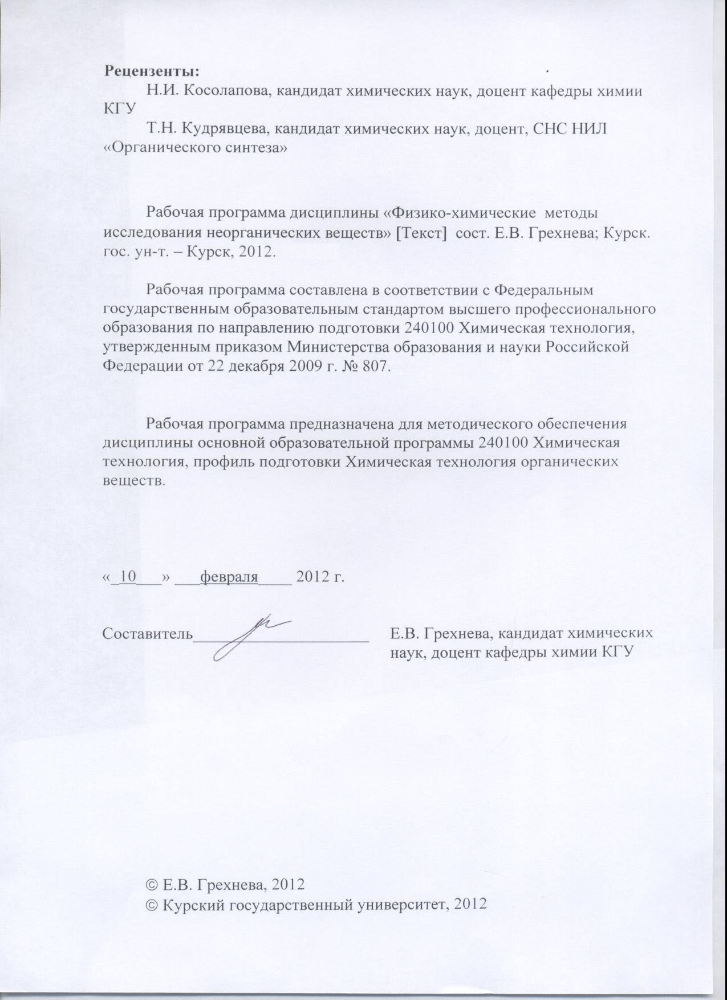 Рецензенты:
Н.И. Косолапова, кандидат химических наук, доцент кафедры химии
КГУ
Т.Н. Кудрявцева, кандидат химических наук, доцент, СНС НИЛ
«Органического синтеза»
Рабочая программа дисциплины «Физико-химические методы
исследования неорганических веществ» [Текст] сост. Е.В. Грехнева; Курск.
гос. ун-т. – Курск, 2012.
Рабочая программа составлена в соответствии с Федеральным
государственным образовательным стандартом высшего профессионального
образования по направлению подготовки 240100 Химическая технология,
утвержденным приказом Министерства образования и науки Российской
Федерации от 22 декабря 2009 г. № 807.
Рабочая программа предназначена для методического обеспечения
дисциплины основной образовательной программы 240100 Химическая
технология, профиль подготовки Химическая технология органических
веществ.
«_10___» ___февраля____ 2012 г.
Составитель_____________________ Е.В. Грехнева, кандидат химических
наук, доцент кафедры химии КГУ
© Е.В. Грехнева, 2012
© Курский государственный университет, 2012